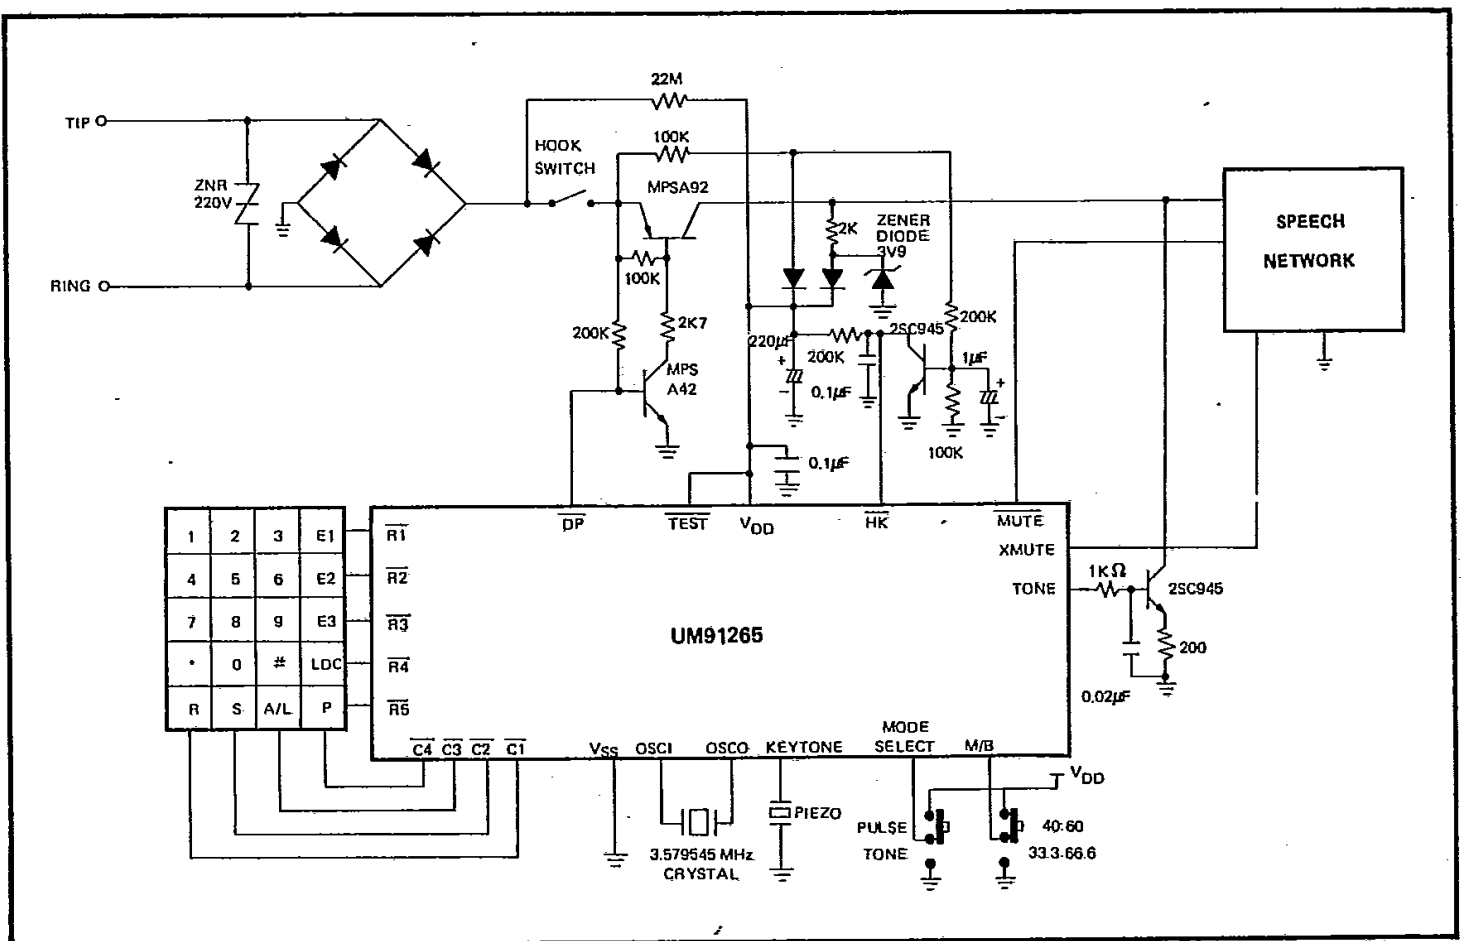 22M
TIP
100K
HOOK
SWITCH
MPSA92
ZNR
220V
2K
ZENER
DIODE
3V9
SPEECH
NETWORK
100K
RING
200K
2K7
220µF
200K
2SC945
200K
1µF
MPS
A42
0.1µF
100K
0.1µF
DP
TEST
VDD
HK
MUTE
XMUTE
TONE
1KΩ
2SC945
200
0.02µF
1 2 3 E1 R1
4 5 6 E2 R2
7 8 9 E3 R3
* 0 # LDC R4
R S A/L P R5
UM91265
C4 C3 C2 C1
VSS OSCI OSCO KEYTONE
MODE
SELECT
M/B
VDD
PIEZO
3.579545 MHz
CRYSTAL
PULSE
TONE
40:60
33.3:66.6
+
-
+
-